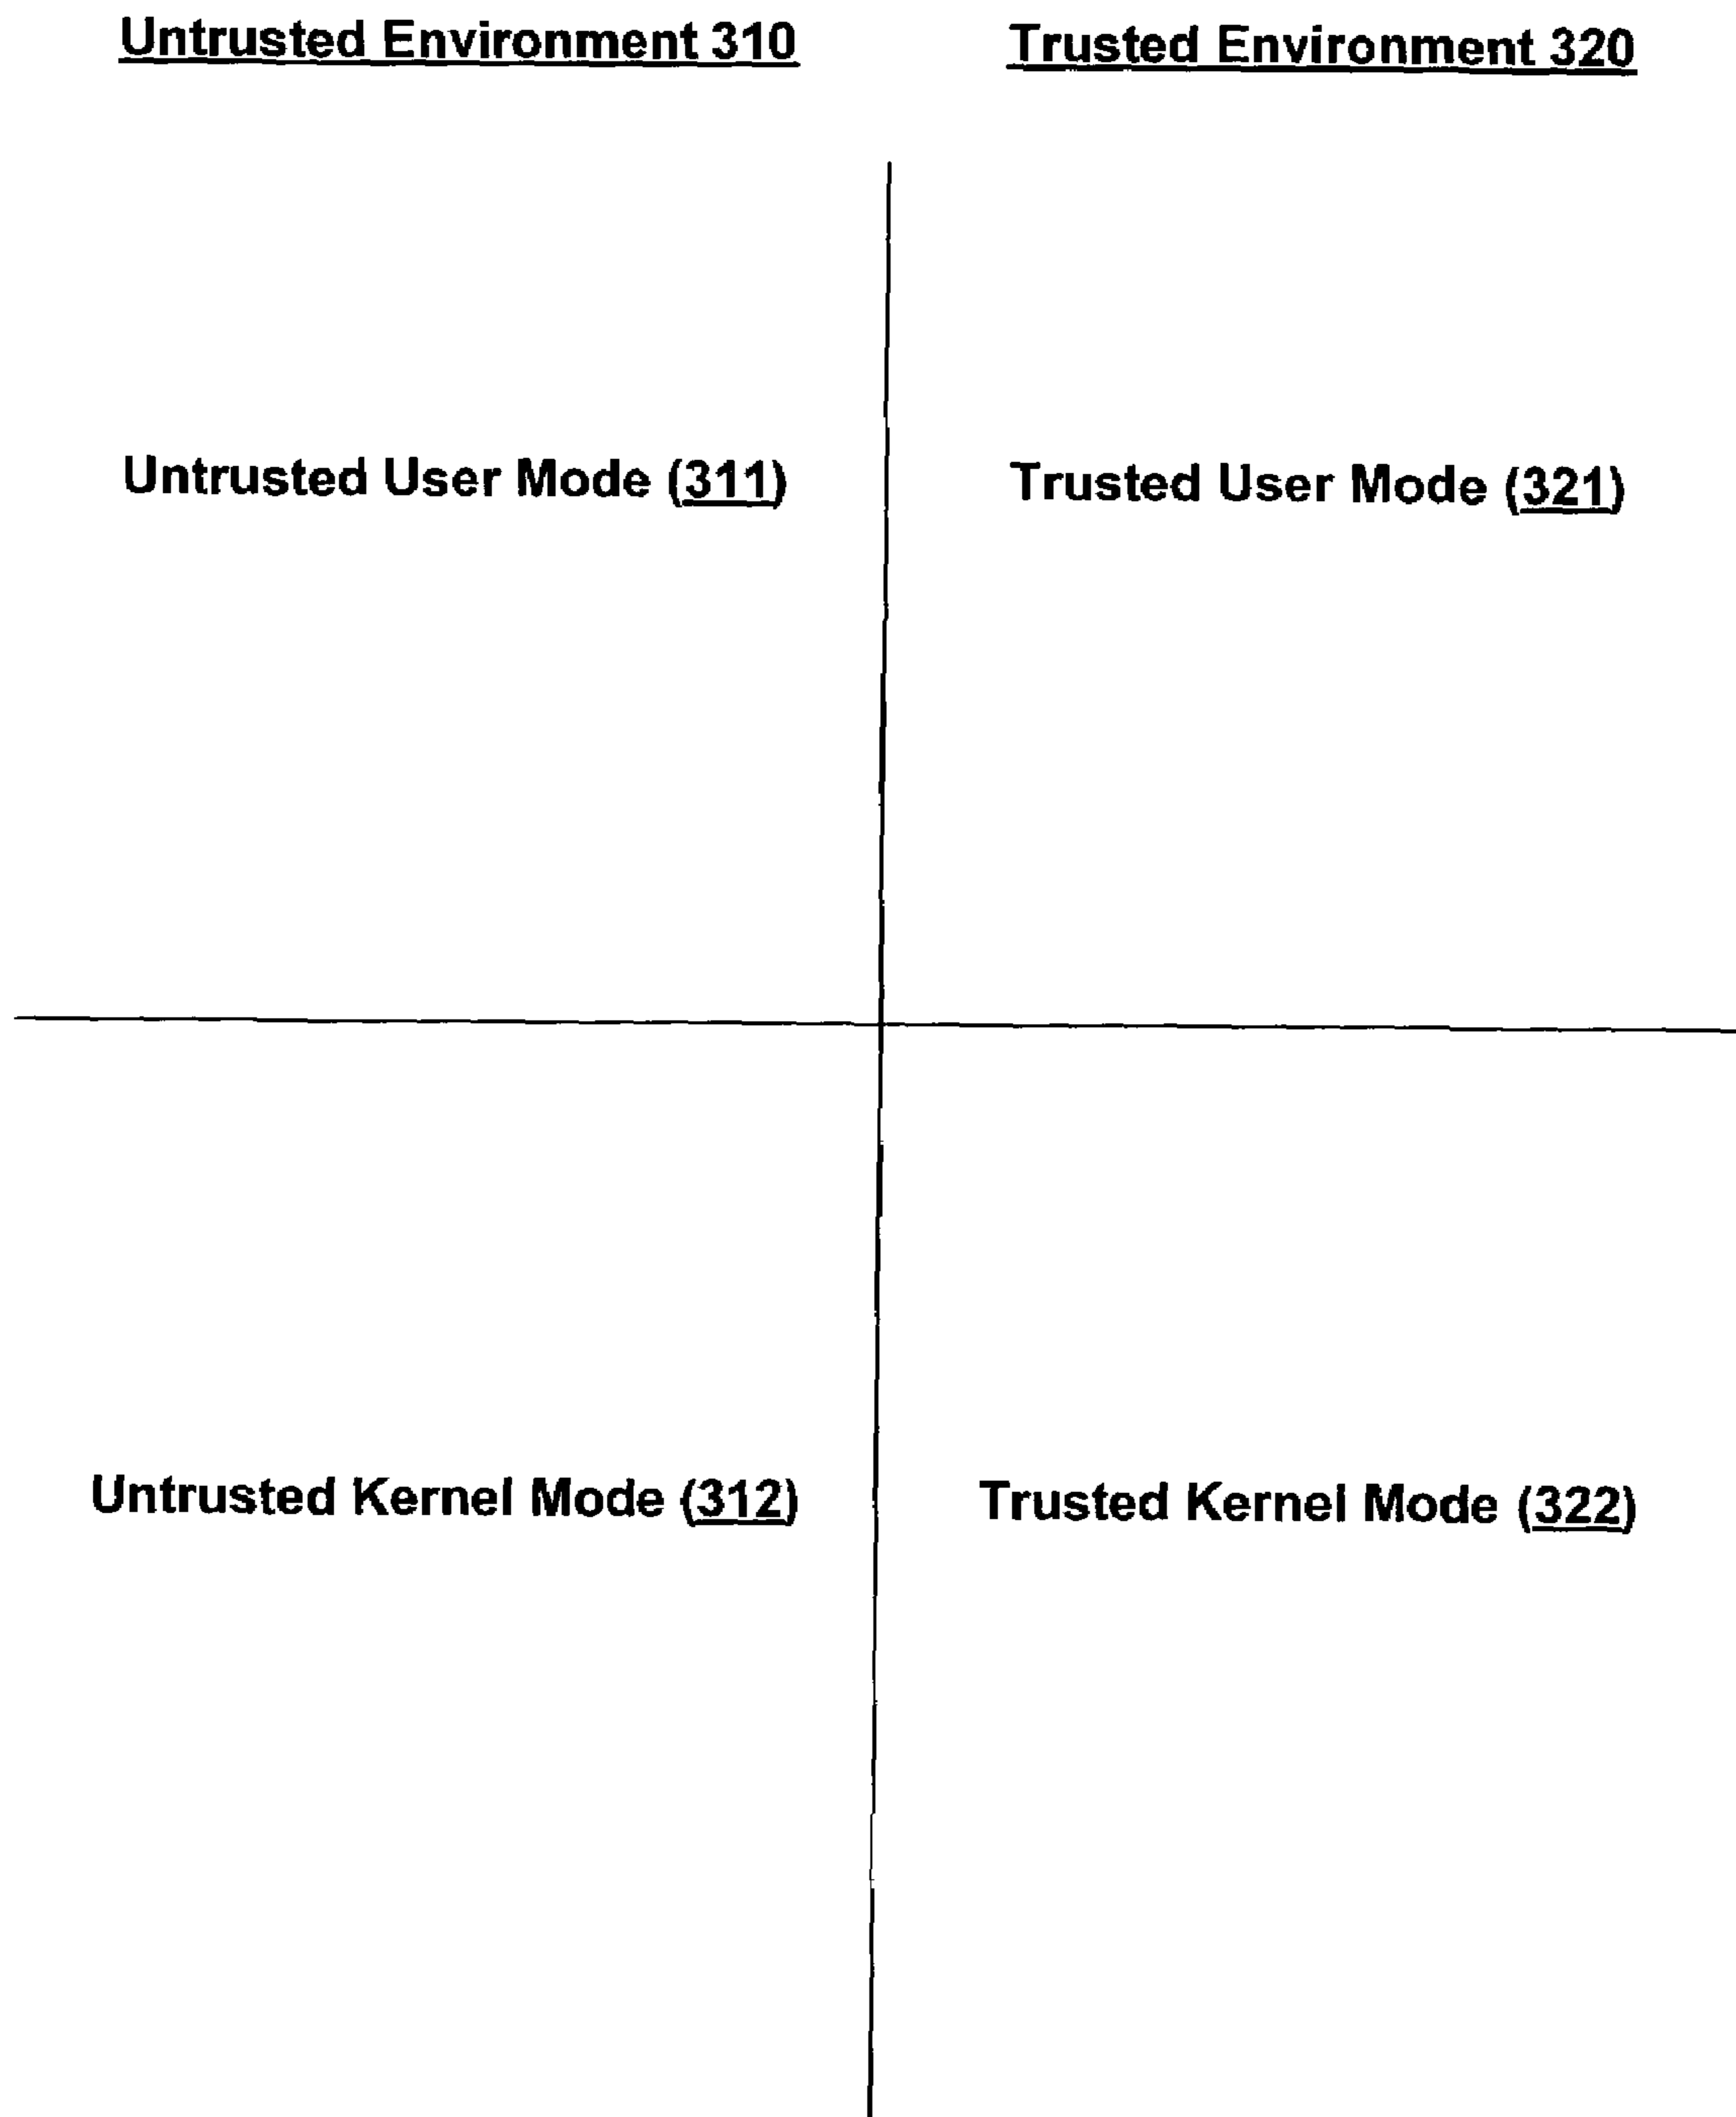 Untrusted Environment 310
Trusted Environment 320
Untrusted User Mode (311)
Trusted User Mode (321)
Untrusted Kernel Mode (312)
Trusted Kernel Mode (322)